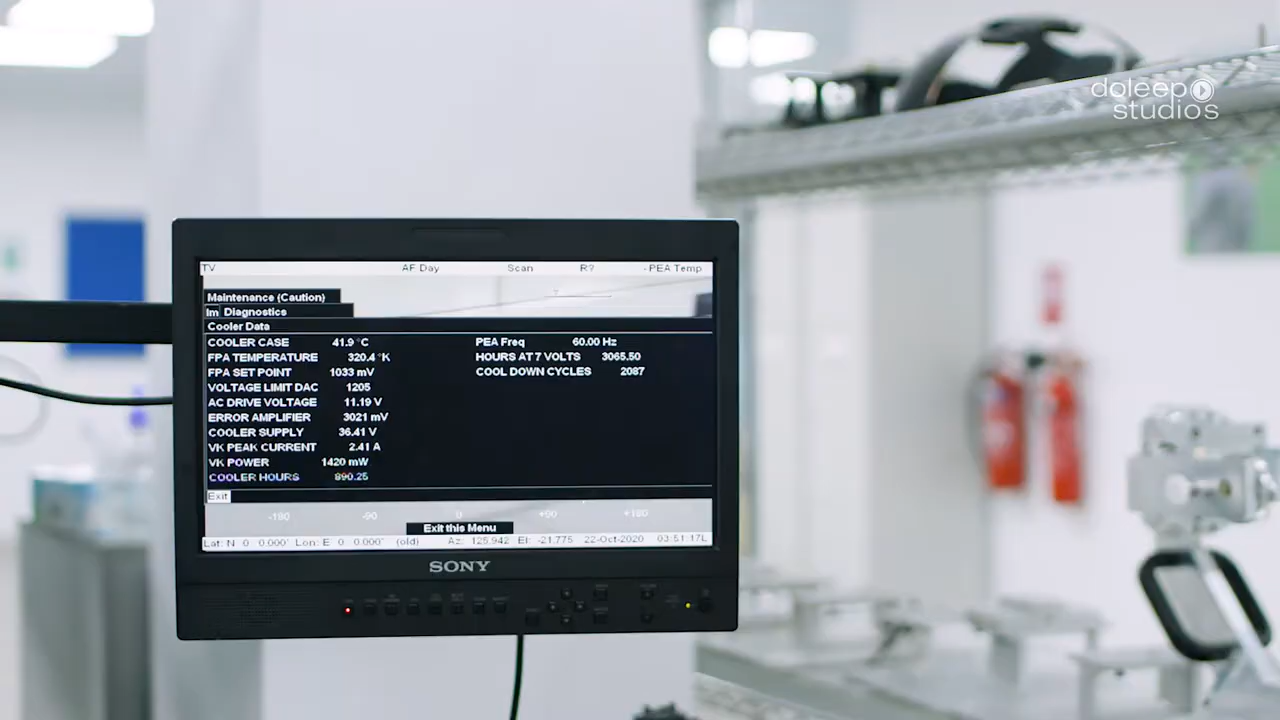 doleep studios
TV AF Day Scan R? - PEA Temp
Maintenance (Caution)
Im Diagnostics
Cooler Data
COOLER CASE 41.9 °C PEA Freq 60.00 Hz
FPA TEMPERATURE 320.4 °K HOURS AT 7 VOLTS 3065.50
FPA SET POINT 1033 mV COOL DOWN CYCLES 2087
VOLTAGE LIMIT DAC 1205
AC DRIVE VOLTAGE 11.19 V
ERROR AMPLIFIER 3021 mV
COOLER SUPPLY 36.41 V
VK PEAK CURRENT 2.41 A
VK POWER 1420 mW
COOLER HOURS 890.25
Exit
-180 -90 0 +90 +180
Exit this Menu
Lat: N 0 0.000' Lon: E 0 0.000' (old) Az: 125.942 El: -21.775 22-Oct-2020 03:51:17L
SONY